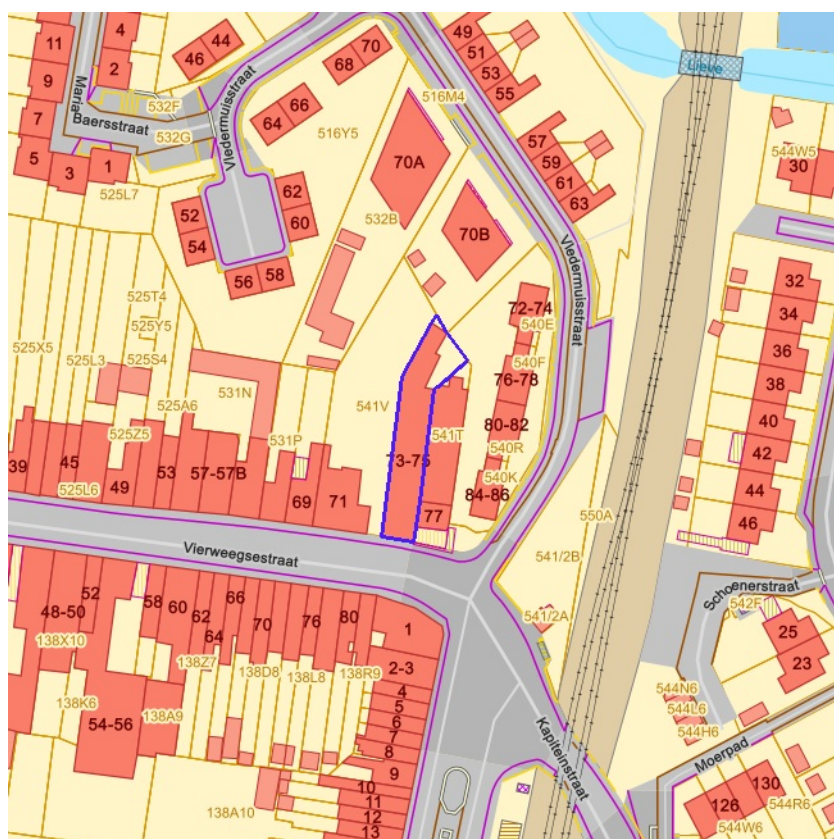 11
4
9
2
46
44
532F
Maria
Baersstraat
532G
7
5
3
1
525L7
Vledermuisstraat
68
70
66
64
516Y5
516M4
49
51
53
55
57
59
61
63
Lieve
544W5
30
70A
532B
70B
62
60
52
54
56
58
Vledermuisstraat
72-74
540E
540F
76-78
80-82
540R
540K
84-86
32
34
36
38
40
42
44
46
525T4
525Y5
525S4
525X5
525L3
525A6
525Z5
531N
531P
541V
541T
39
45
525L6
49
53
57-57B
69
71
73-75
77
550A
541/2B
541/2A
Vierweegsestraat
Schoenerstraat
542F
25
23
544N6
544L6
544H6
Moerpad
130
126
544R6
544W6
52
48-50
138X10
58
60
62
64
66
70
76
80
138Z7
138D8
138L8
138R9
138K6
54-56
138A9
138A10
1
2-3
4
5
6
7
8
9
10
11
12
13
Kapiteinstraat